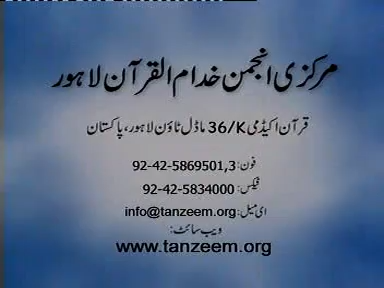 مرکزی انجمن خدام القرآن لاہور
قرآن اکیڈمی 36/K ماڈل ٹاؤن لاہور، پاکستان
فون: 92-42-5869501,3
فیکس: 92-42-5834000
ای میل: info@tanzeem.org
ویب سائٹ:
www.tanzeem.org